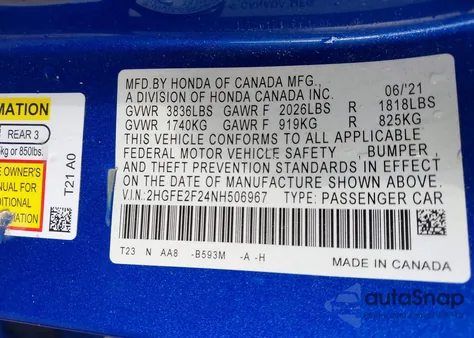 MFD.BY HONDA OF CANADA MFG.,
A DIVISION OF HONDA CANADA INC. 06/'21
GVWR 3836LBS GAWR F 2026LBS R 1818LBS
GVWR 1740KG GAWR F 919KG R 825KG
THIS VEHICLE CONFORMS TO ALL APPLICABLE
FEDERAL MOTOR VEHICLE SAFETY , BUMPER
AND THEFT PREVENTION STANDARDS IN EFFECT
ON THE DATE OF MANUFACTURE SHOWN ABOVE.
V.I.N:2HGFE2F24NH506967 TYPE: PASSENGER CAR
T23 N AA8 -B593M -A -H
MADE IN CANADA
MATION
REAR 3
kg or 850lbs.
E OWNER'S
NUAL FOR
DITIONAL
RMATION
T21 A0
autoSnap